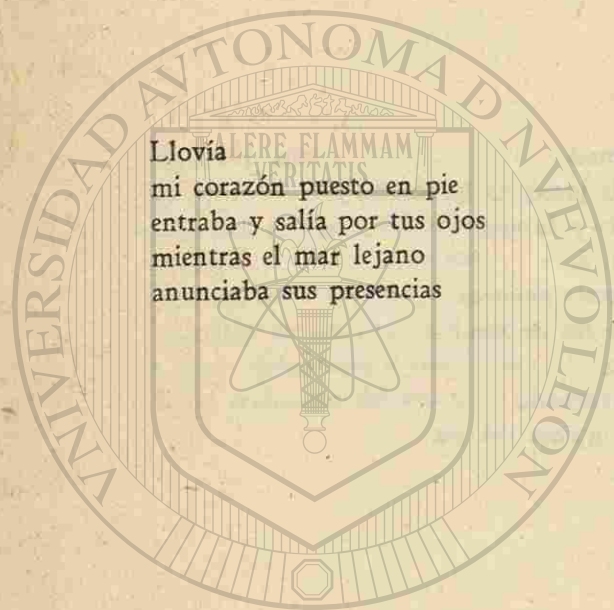 UNIVERSIDAD AVTONOMA D NVEVO LEON
ALERE FLAMMAM
VERITATIS
Llovía
mi corazón puesto en pie
entraba y salía por tus ojos
mientras el mar lejano
anunciaba sus presencias